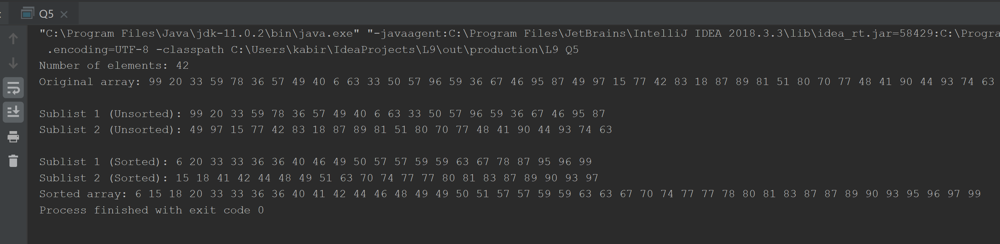 Q5
"C:\Program Files\Java\jdk-11.0.2\bin\java.exe" "-javaagent:C:\Program Files\JetBrains\IntelliJ IDEA 2018.3.3\lib\idea_rt.jar=58429:C:\Progra
.encoding=UTF-8 -classpath C:\Users\kabir\IdeaProjects\L9\out\production\L9 Q5
Number of elements: 42
Original array: 99 20 33 59 78 36 57 49 40 6 63 33 50 57 96 59 36 67 46 95 87 49 97 15 77 42 83 18 87 89 81 51 80 70 77 48 41 90 44 93 74 63
Sublist 1 (Unsorted): 99 20 33 59 78 36 57 49 40 6 63 33 50 57 96 59 36 67 46 95 87
Sublist 2 (Unsorted): 49 97 15 77 42 83 18 87 89 81 51 80 70 77 48 41 90 44 93 74 63
Sublist 1 (Sorted): 6 20 33 33 36 36 40 46 49 50 57 57 59 59 63 67 78 87 95 96 99
Sublist 2 (Sorted): 15 18 41 42 44 48 49 51 63 70 74 77 77 80 81 83 87 89 90 93 97
Sorted array: 6 15 18 20 33 33 36 36 40 41 42 44 46 48 49 49 50 51 57 57 59 59 63 63 67 70 74 77 77 78 80 81 83 87 87 89 90 93 95 96 97 99
Process finished with exit code 0